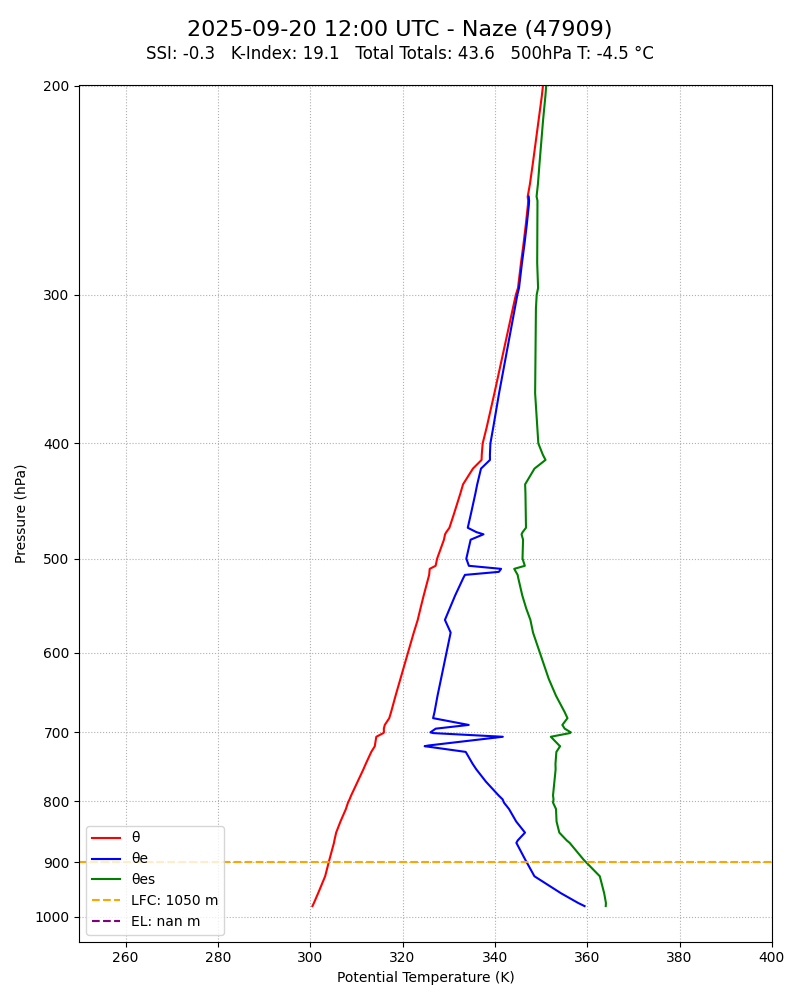 2025-09-20 12:00 UTC - Naze (47909)
SSI: -0.3 K-Index: 19.1 Total Totals: 43.6 500hPa T: -4.5 °C
200
300
400
500
600
700
800
900
1000
Pressure (hPa)
θ
θe
θes
LFC: 1050 m
EL: nan m
260 280 300 320 340 360 380 400
Potential Temperature (K)